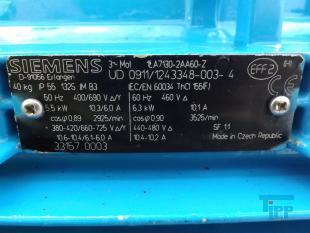 SIEMENS 3~ Mot 1LA7130-2AA60-Z EFF2
D-91056 Erlangen UD 0911/1243348-003-4
40 kg IP 55 132S IM B3 IEC/EN 60034 Th.Cl. 155(F)
50 Hz 400/690 V Δ/Y 60 Hz 460 V Δ
5.5 kW 10.3/6.0 A 6.3 kW 10.1 A
cosφ 0.89 2925/min cosφ 0.90 3525/min
380-420/660-725 V Δ/Y 440-480 V SF 1.1
10.6-10.4/6.1-6.0 A 10.4-10.2 A Made in Czech Republic
33157.0003
TIPP